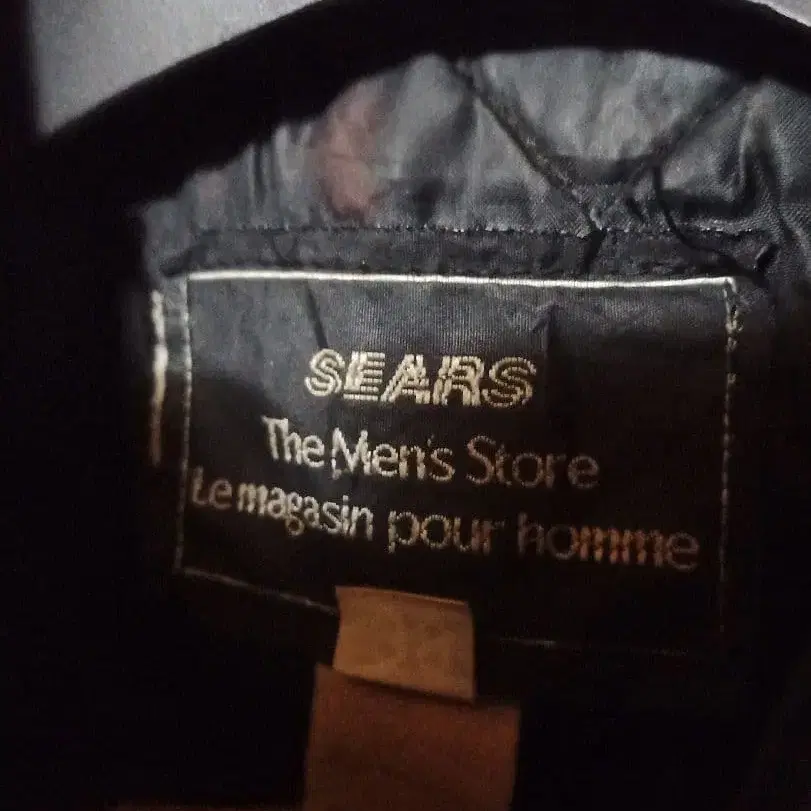 SEARS
The Men's Store
Le magasin pour homme